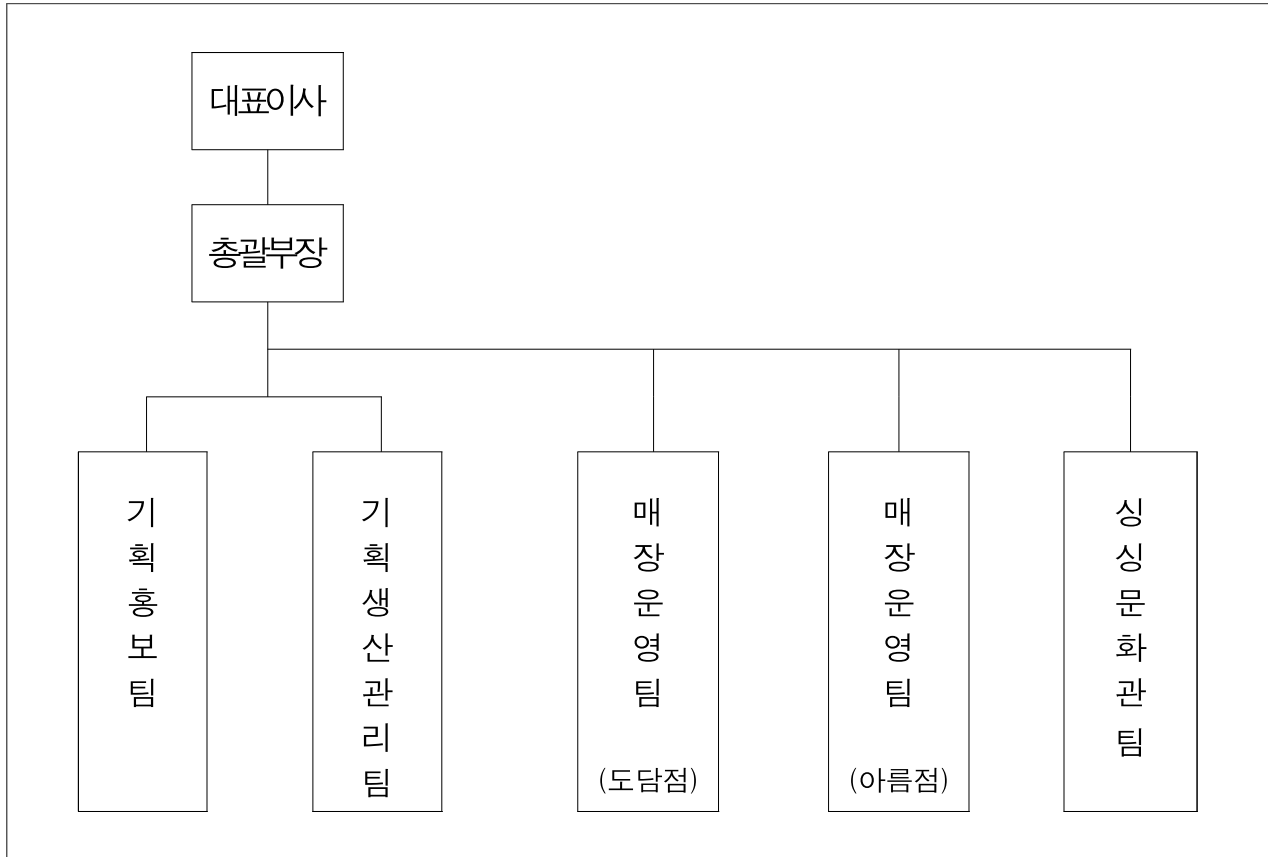 대표이사
총괄부장
기획홍보팀
기획생산관리팀
매장운영팀
(도담점)
매장운영팀
(아름점)
싱싱문화관팀